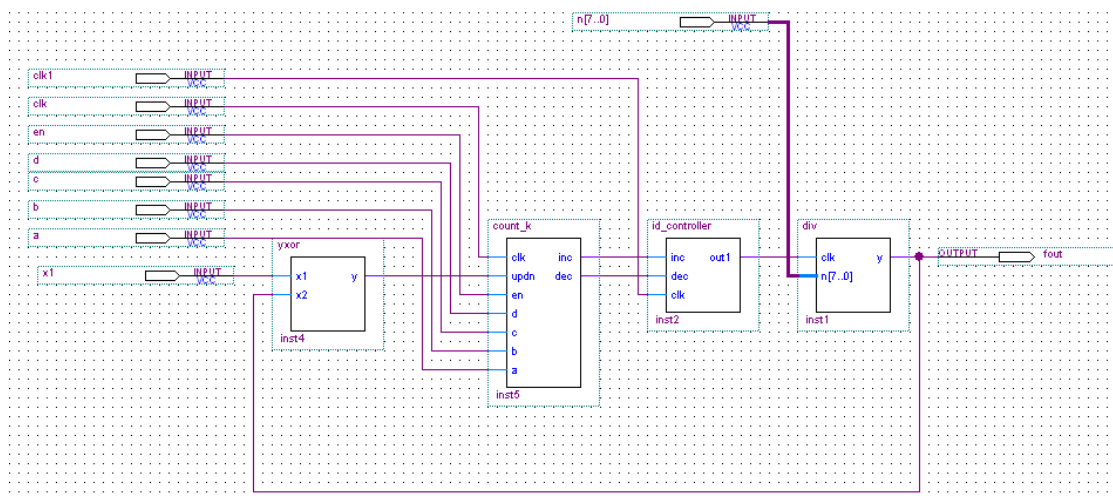 n[7..0] INPUT
VCC
clk1 INPUT
VCC
clk INPUT
VCC
en INPUT
VCC
d INPUT
VCC
c INPUT
VCC
b INPUT
VCC
a INPUT
VCC
x1 INPUT
VCC
yxor
x1 y
x2
inst4
count_k
clk inc
updn dec
en
d
c
b
a
inst5
id_controller
inc out1
dec
clk
inst2
div
clk y
n[7..0]
inst1
OUTPUT fout